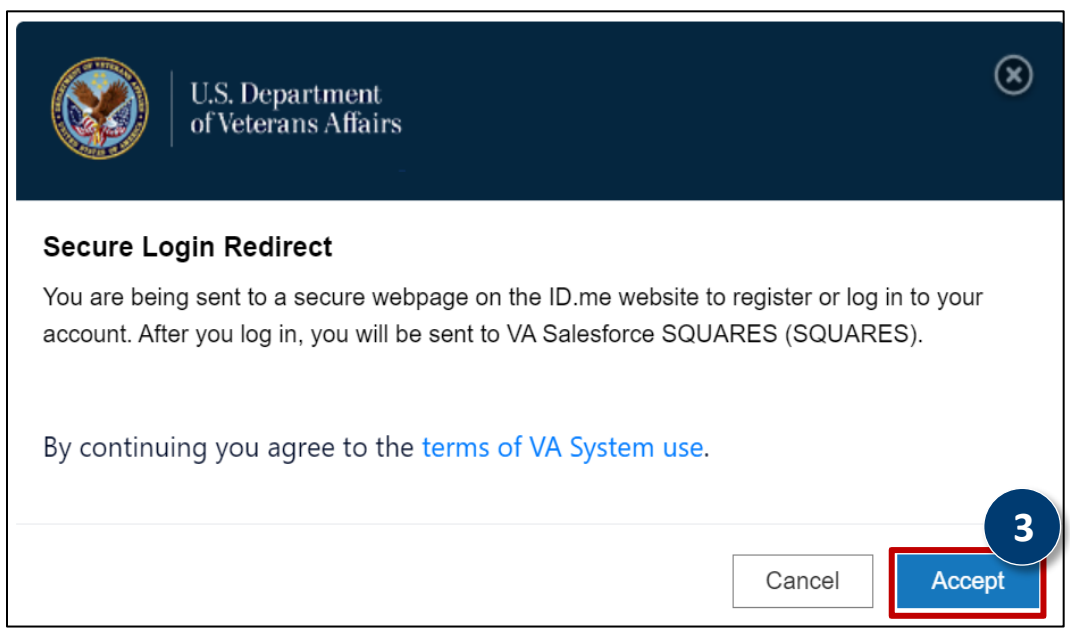 U.S. Department
of Veterans Affairs
Secure Login Redirect
You are being sent to a secure webpage on the ID.me website to register or log in to your
account. After you log in, you will be sent to VA Salesforce SQUARES (SQUARES).
By continuing you agree to the terms of VA System use.
3
Cancel
Accept